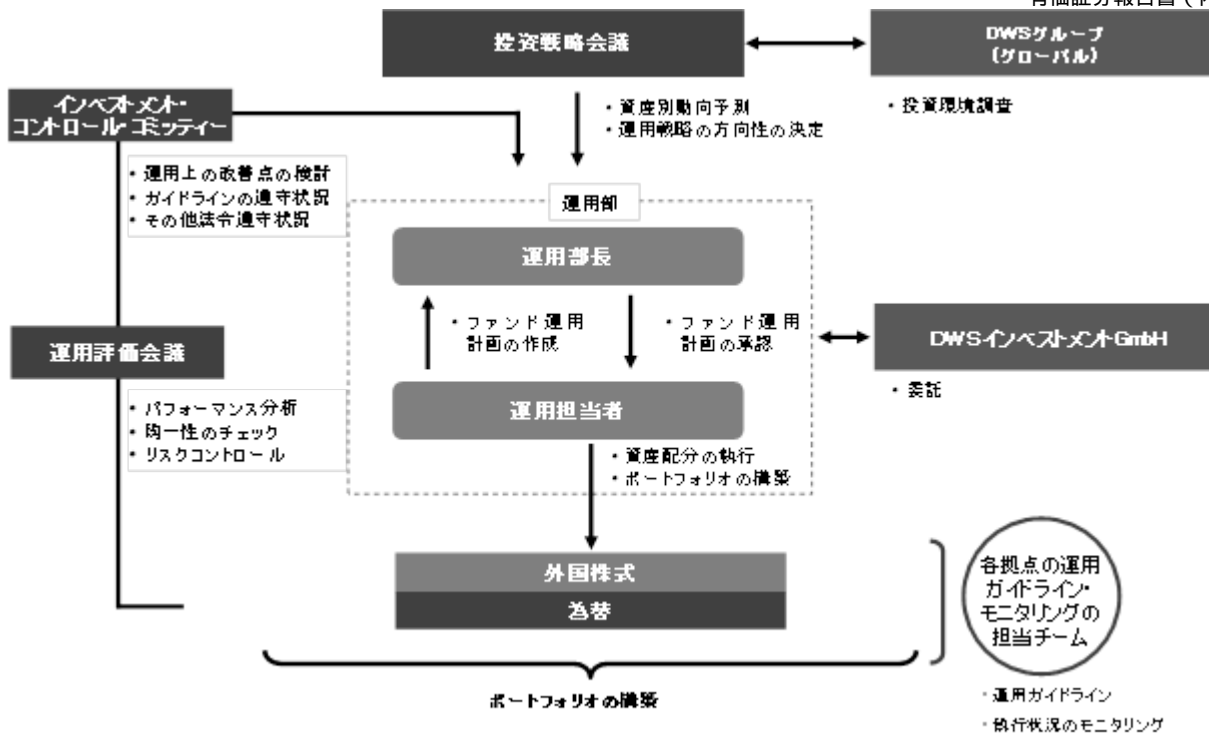 投資戦略会議
DWSグループ
(グローバル)
・資産別動向予測
・運用戦略の方向性の決定
・投資環境調査
インベストメント・
コントロール・コミッティー
・運用上の改善点の検討
・ガイドラインの遵守状況
・その他法令遵守状況
運用部
運用部長
・ファンド運用
計画の作成
・ファンド運用
計画の承認
運用評価会議
DWSインベストメントGmbH
・委託
・パフォーマンス分析
・均一性のチェック
・リスクコントロール
運用担当者
・資産配分の執行
・ポートフォリオの構築
外国株式
為替
各拠点の運用
ガイドライン・
モニタリングの
担当チーム
ポートフォリオの構築
・運用ガイドライン
・執行状況のモニタリング